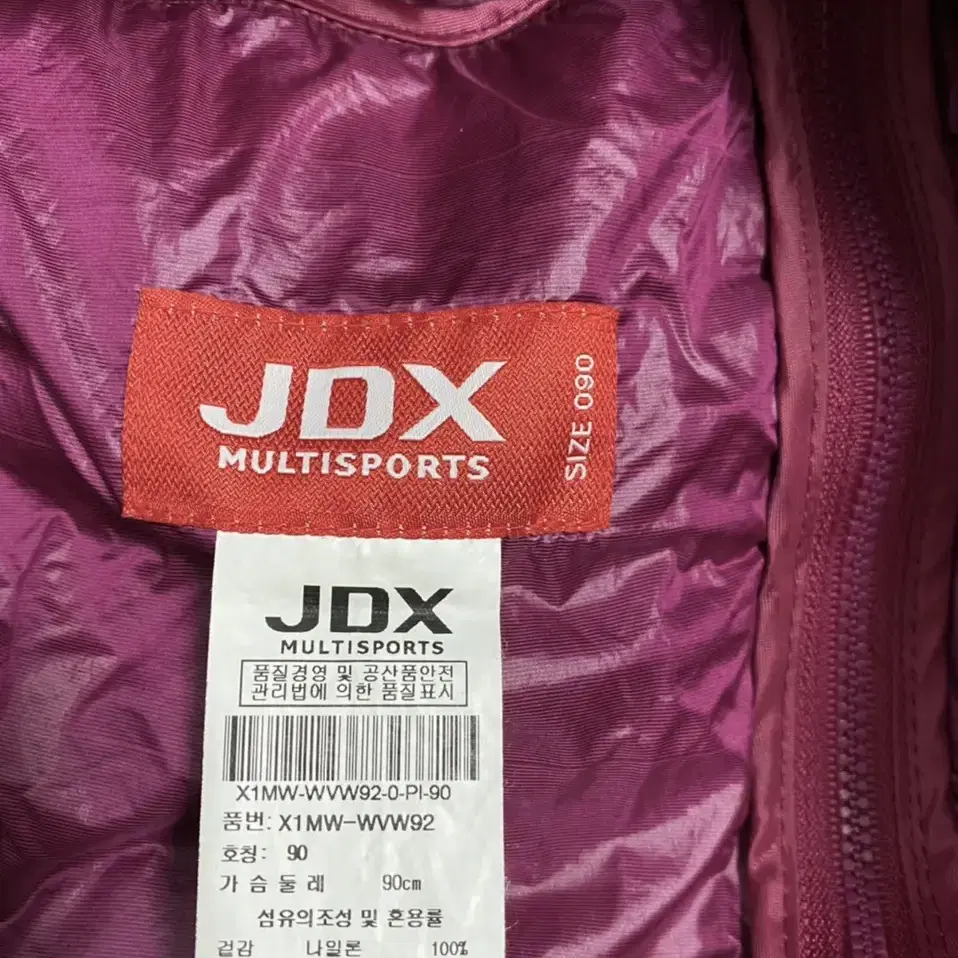 JDX
MULTISPORTS
SIZE 090
JDX
MULTISPORTS
품질경영 및 공산품안전
관리법에 의한 품질표시
X1MW-WVW92-0-PI-90
품번: X1MW-WVW92
호칭: 90
가 슴 둘 레 90cm
섬유의조성 및 혼용률
겉감 나일론 100%